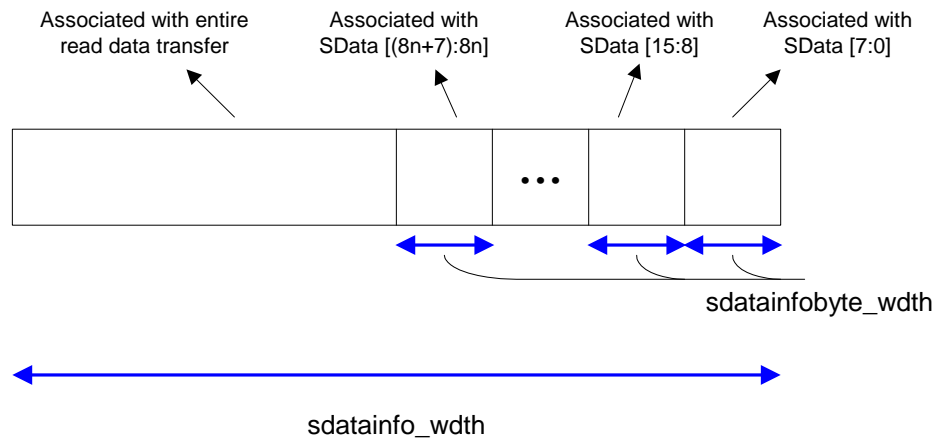 Associated with entire
read data transfer
Associated with
SData [(8n+7):8n]
Associated with
SData [15:8]
Associated with
SData [7:0]
...
sdatainfobyte_wdth
sdatainfo_wdth